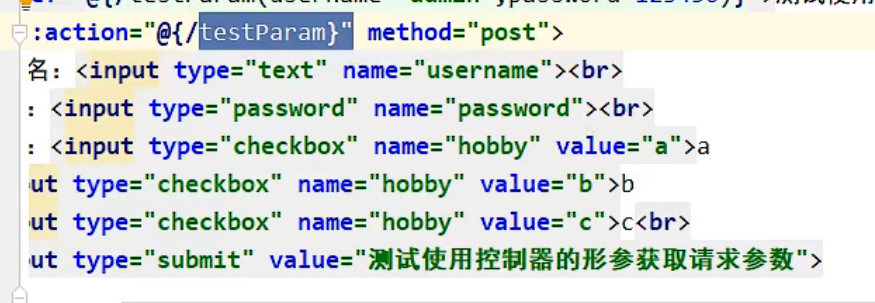 @{/testParam(username='admin',password=123456)}">测试使用
:action="@{/testParam}" method="post">
名：<input type="text" name="username"><br>
：<input type="password" name="password"><br>
：<input type="checkbox" name="hobby" value="a">a
ut type="checkbox" name="hobby" value="b">b
ut type="checkbox" name="hobby" value="c">c<br>
ut type="submit" value="测试使用控制器的形参获取请求参数">